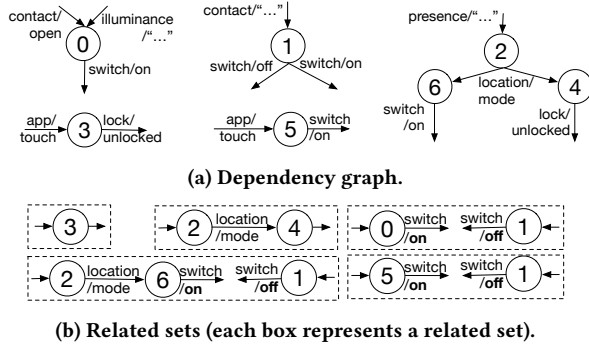 contact/
open
illuminance
/"..."
0
switch/on
app/
touch
3
lock/
unlocked
contact/"..."
1
switch/off
switch/on
app/
touch
5
switch
/on
presence/"..."
2
6
location/
mode
4
switch
/on
lock/
unlocked
(a) Dependency graph.
3
2
location
/mode
4
0
switch
/on
switch
/off
1
2
location
/mode
6
switch
/on
switch
/off
1
5
switch
/on
switch
/off
1
(b) Related sets (each box represents a related set).